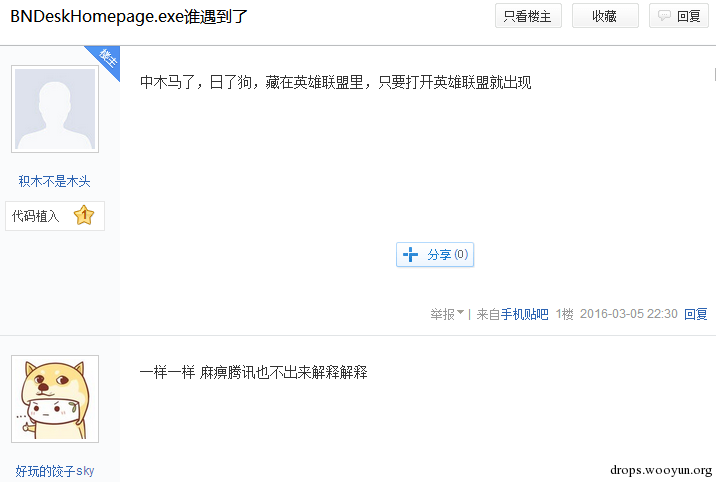 BNDeskHomepage.exe谁遇到了
只看楼主
收藏
回复
楼主
中木马了，日了狗，藏在英雄联盟里，只要打开英雄联盟就出现
积木不是木头
代码植入 1
分享(0)
举报 | 来自手机贴吧 1楼 2016-03-05 22:30 回复
一样一样 麻痹腾讯也不出来解释解释
好玩的饺子sky
drops.wooyun.org